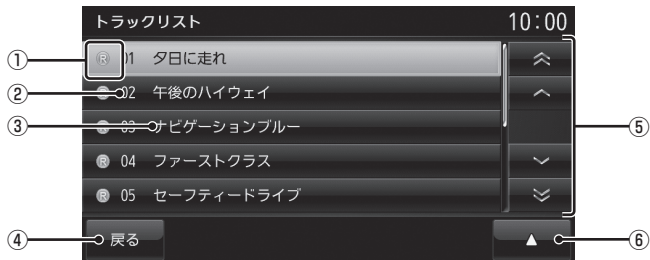 トラックリスト 10:00
① Ⓡ 01 夕日に走れ
② Ⓡ 02 午後のハイウェイ
③ Ⓡ 03 ナビゲーションブルー
⑤
Ⓡ 04 ファーストクラス
Ⓡ 05 セーフティードライブ
④ 戻る ▲ ⑥